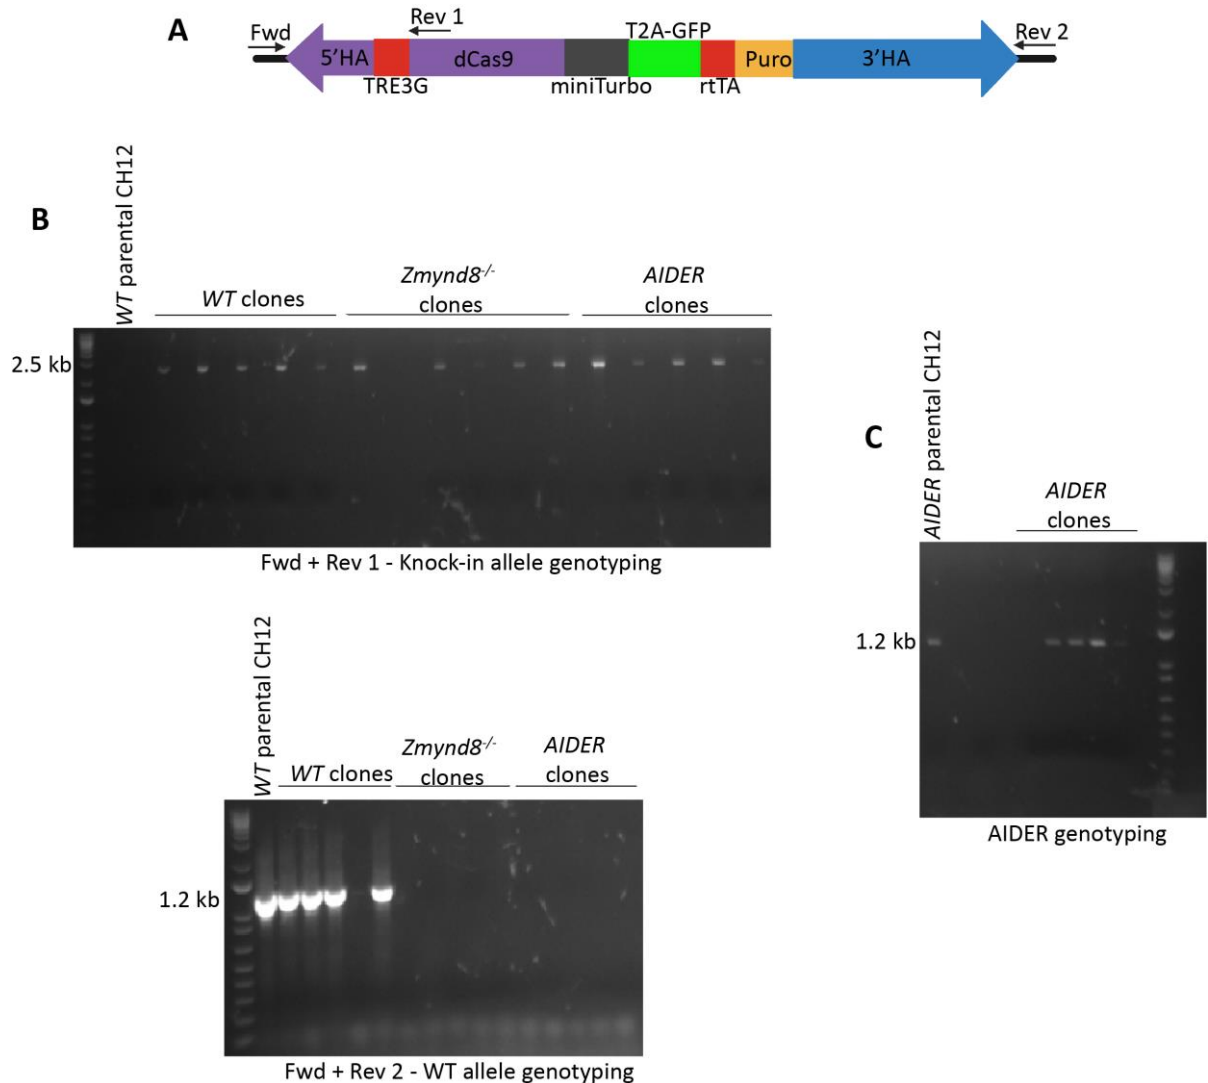 A
Fwd
Rev 1
T2A-GFP
Rev 2
5'HA
dCas9
Puro
3'HA
TRE3G
miniTurbo
rtTA
B
WT parental CH12
WT clones
Zmynd8-/-
clones
AIDER
clones
2.5 kb
Fwd + Rev 1 - Knock-in allele genotyping
WT parental CH12
WT clones
Zmynd8-/-
clones
AIDER
clones
1.2 kb
Fwd + Rev 2 - WT allele genotyping
C
AIDER parental CH12
AIDER
clones
1.2 kb
AIDER genotyping